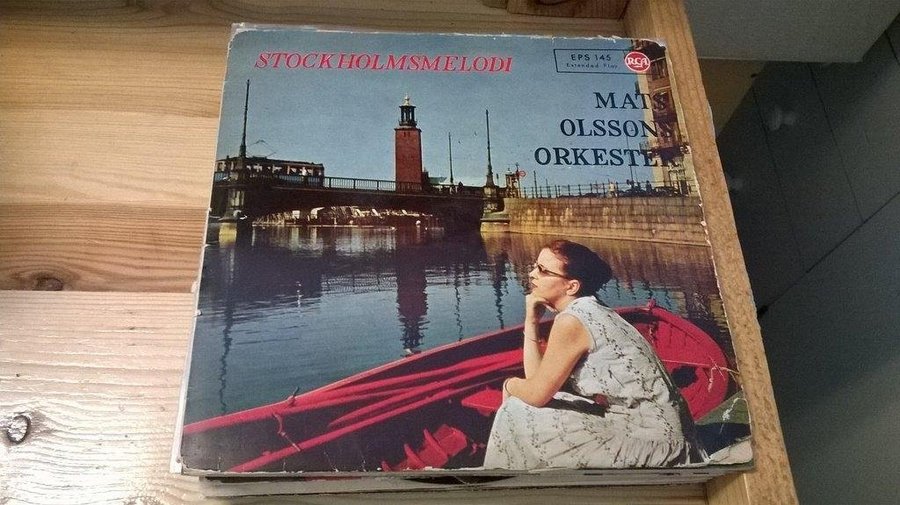 STOCKHOLMSMELODI
EPS 145
Extended Play
RCA
MATS
OLSSONS
ORKESTER